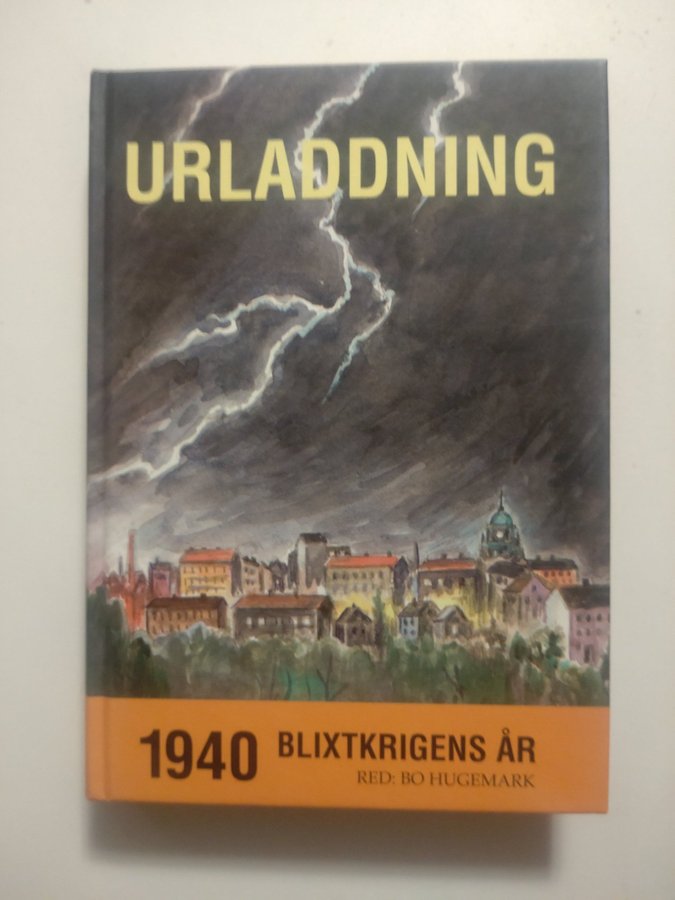 URLADDNING
1940 BLIXTKRIGENS ÅR
RED: BO HUGEMARK